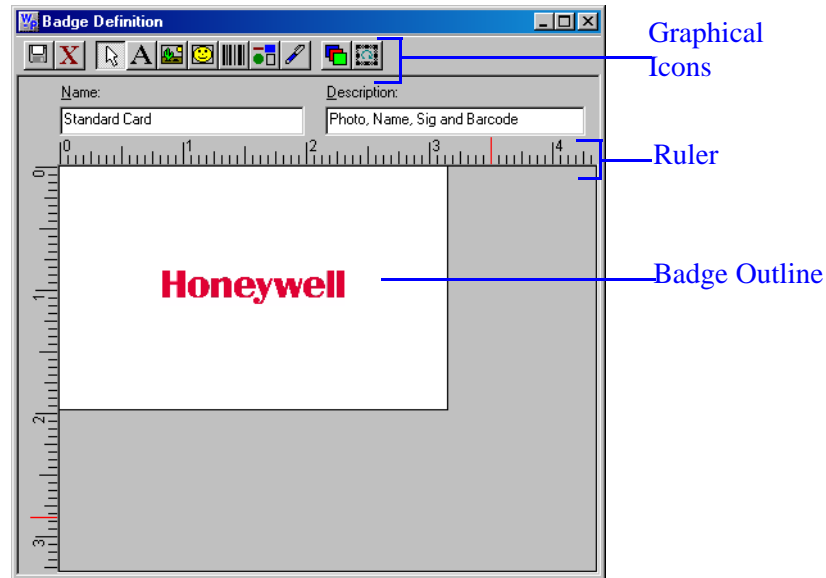 Badge Definition
Graphical
Icons
A
Name: Description:
Standard Card Photo, Name, Sig and Barcode
0 1 2 3 4
Ruler
0
Honeywell
Badge Outline
1
2
3